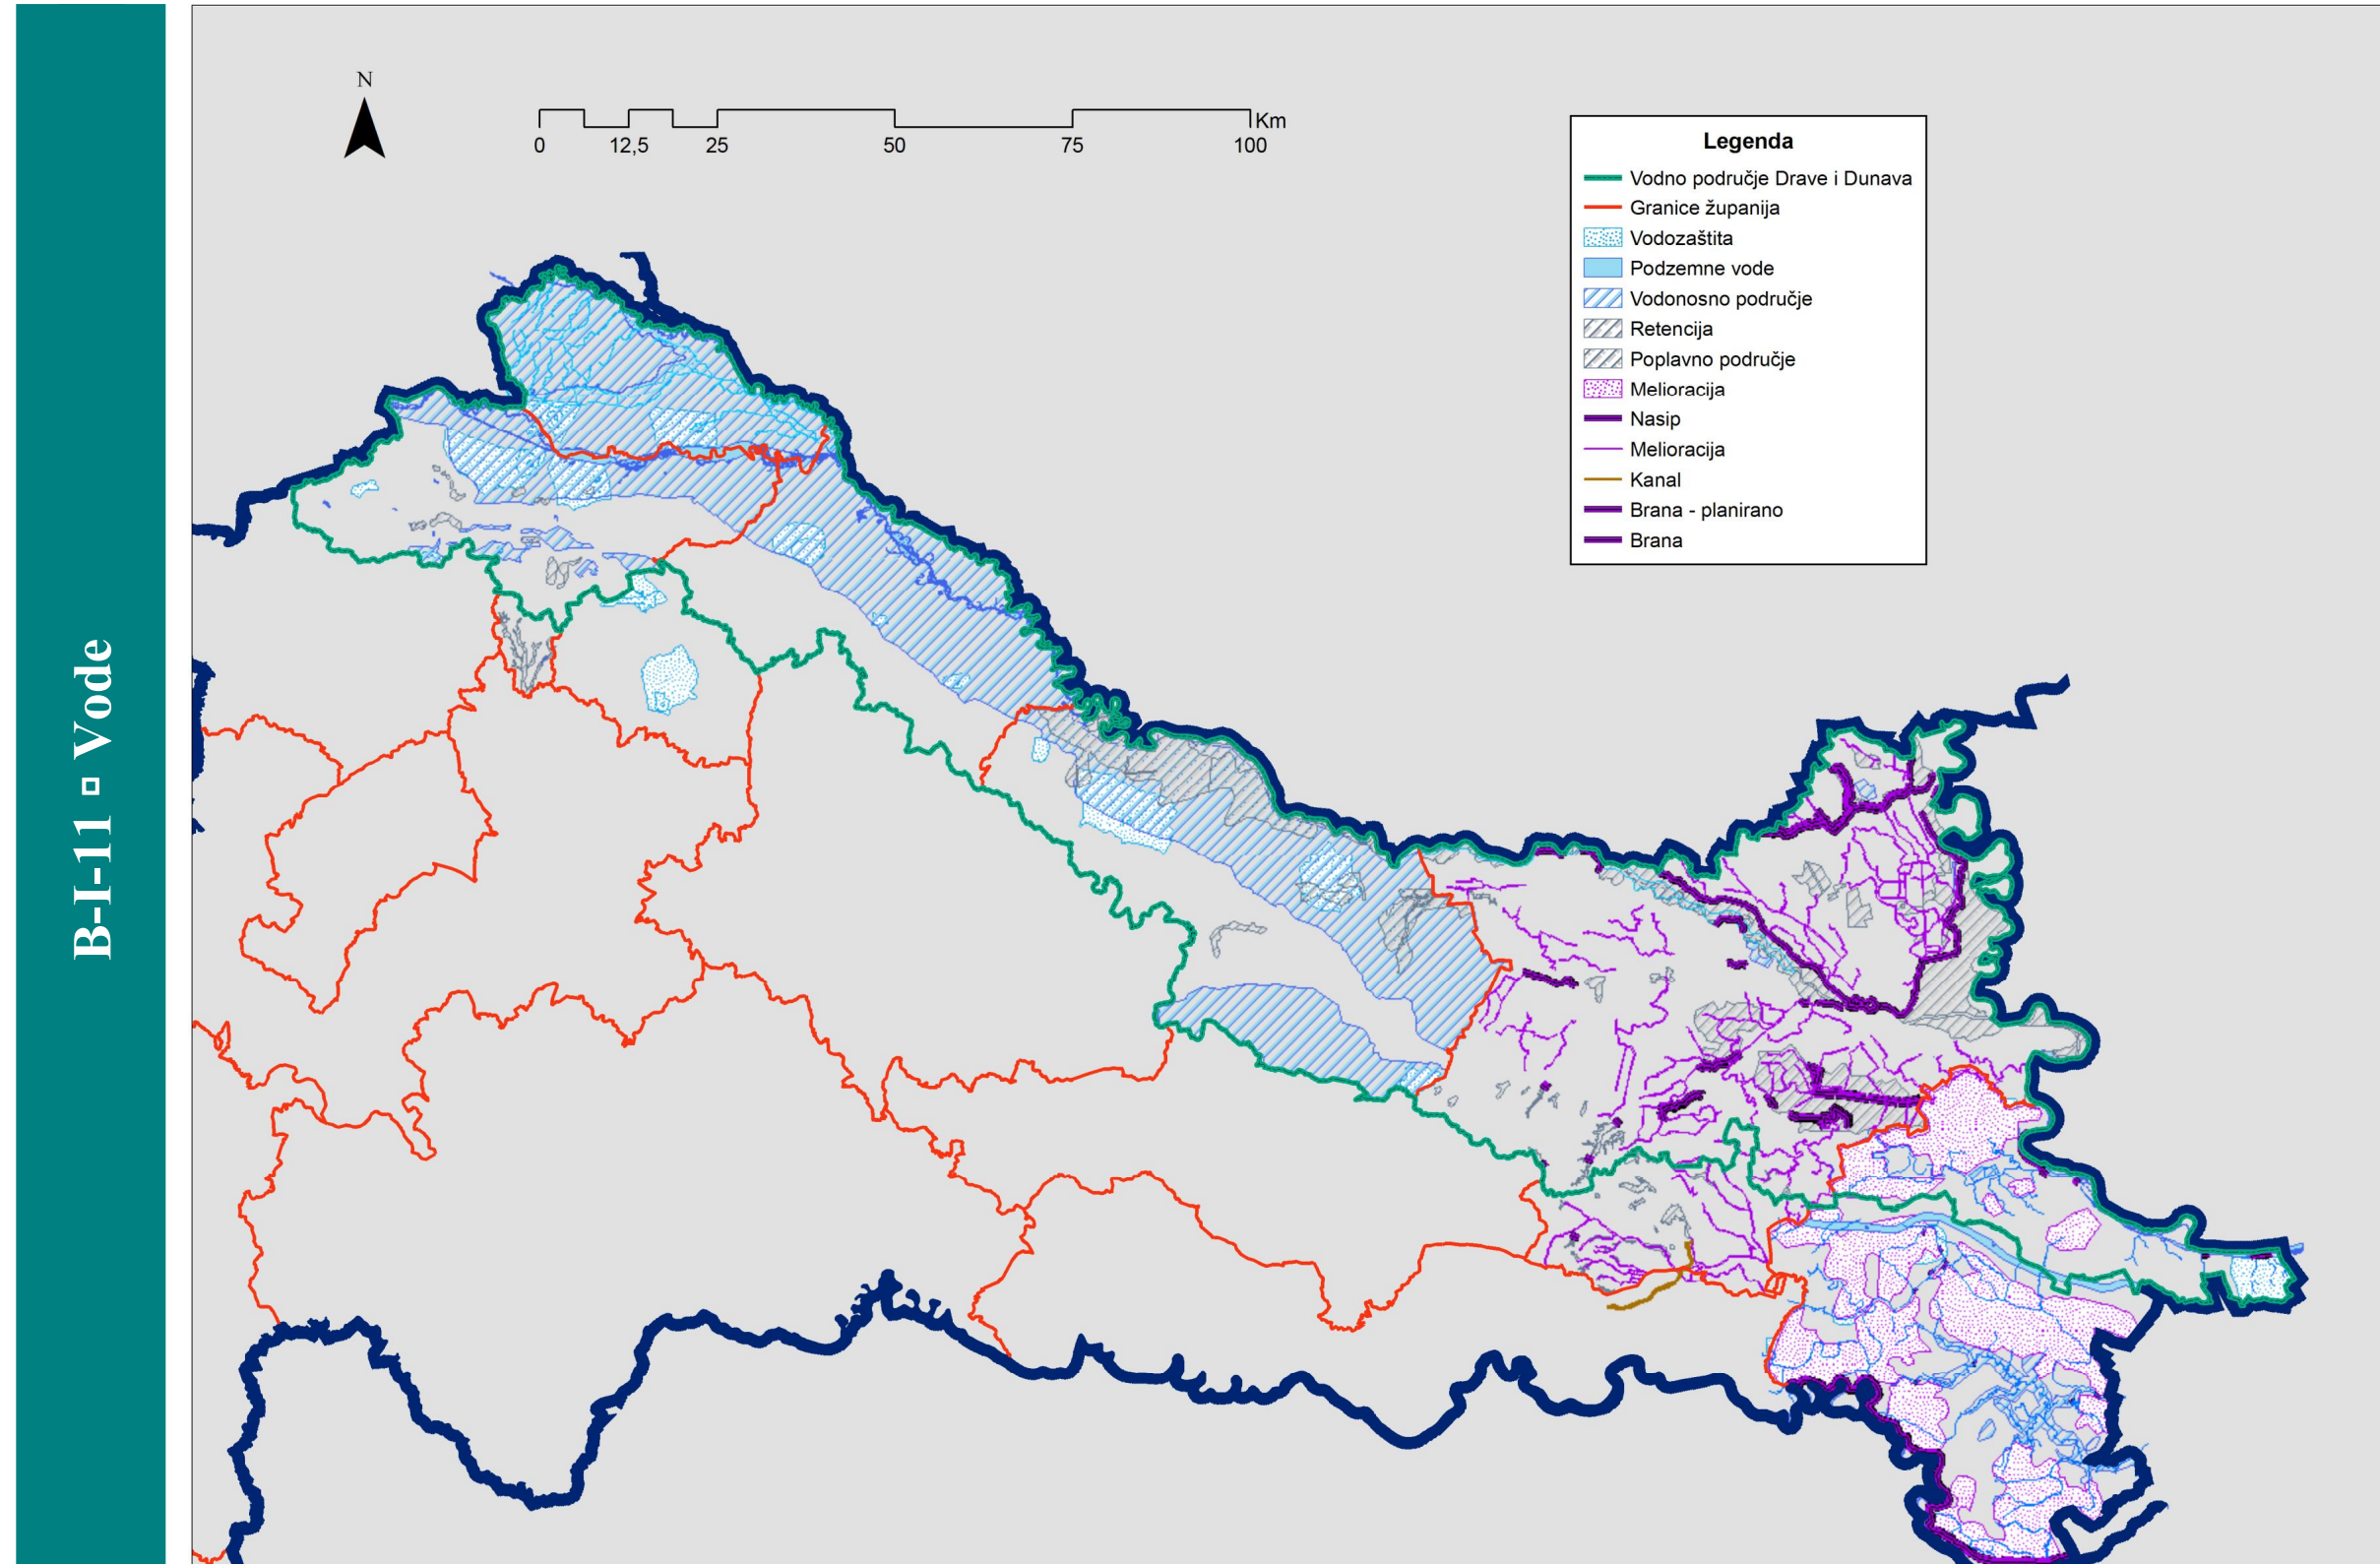 B-I-11 ▫ Vode
N
Km
0 12,5 25 50 75 100
Legenda
Vodno područje Drave i Dunava
Granice županija
Vodozaštita
Podzemne vode
Vodonosno područje
Retencija
Poplavno područje
Melioracija
Nasip
Melioracija
Kanal
Brana - planirano
Brana